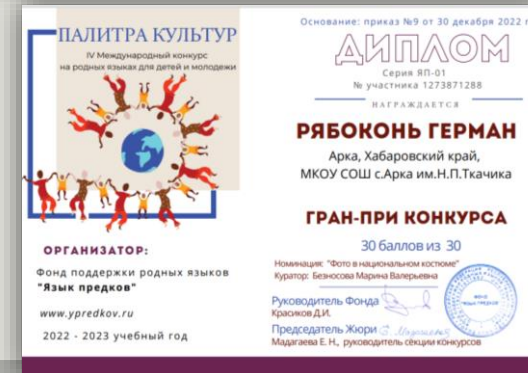 ПАЛИТРА КУЛЬТУР
IV Международный конкурс
на родных языках для детей и молодежи
ОРГАНИЗАТОР:
Фонд поддержки родных языков
"Язык предков"
www.ypredkov.ru
2022 - 2023 учебный год
Основание: приказ №9 от 30 декабря 2022 г
ДИПЛОМ
Серия ЯП-01
№ участника 1273871288
НАГРАЖДАЕТСЯ
РЯБОКОНЬ ГЕРМАН
Арка, Хабаровский край,
МКОУ СОШ с.Арка им.Н.П.Ткачика
ГРАН-ПРИ КОНКУРСА
30 баллов из 30
Номинация: "Фото в национальном костюме"
Куратор: Безносова Марина Валерьевна
Руководитель Фонда
Красиков Д.И.
Председатель Жюри
Мадагаева Е. Н., руководитель секции конкурсов